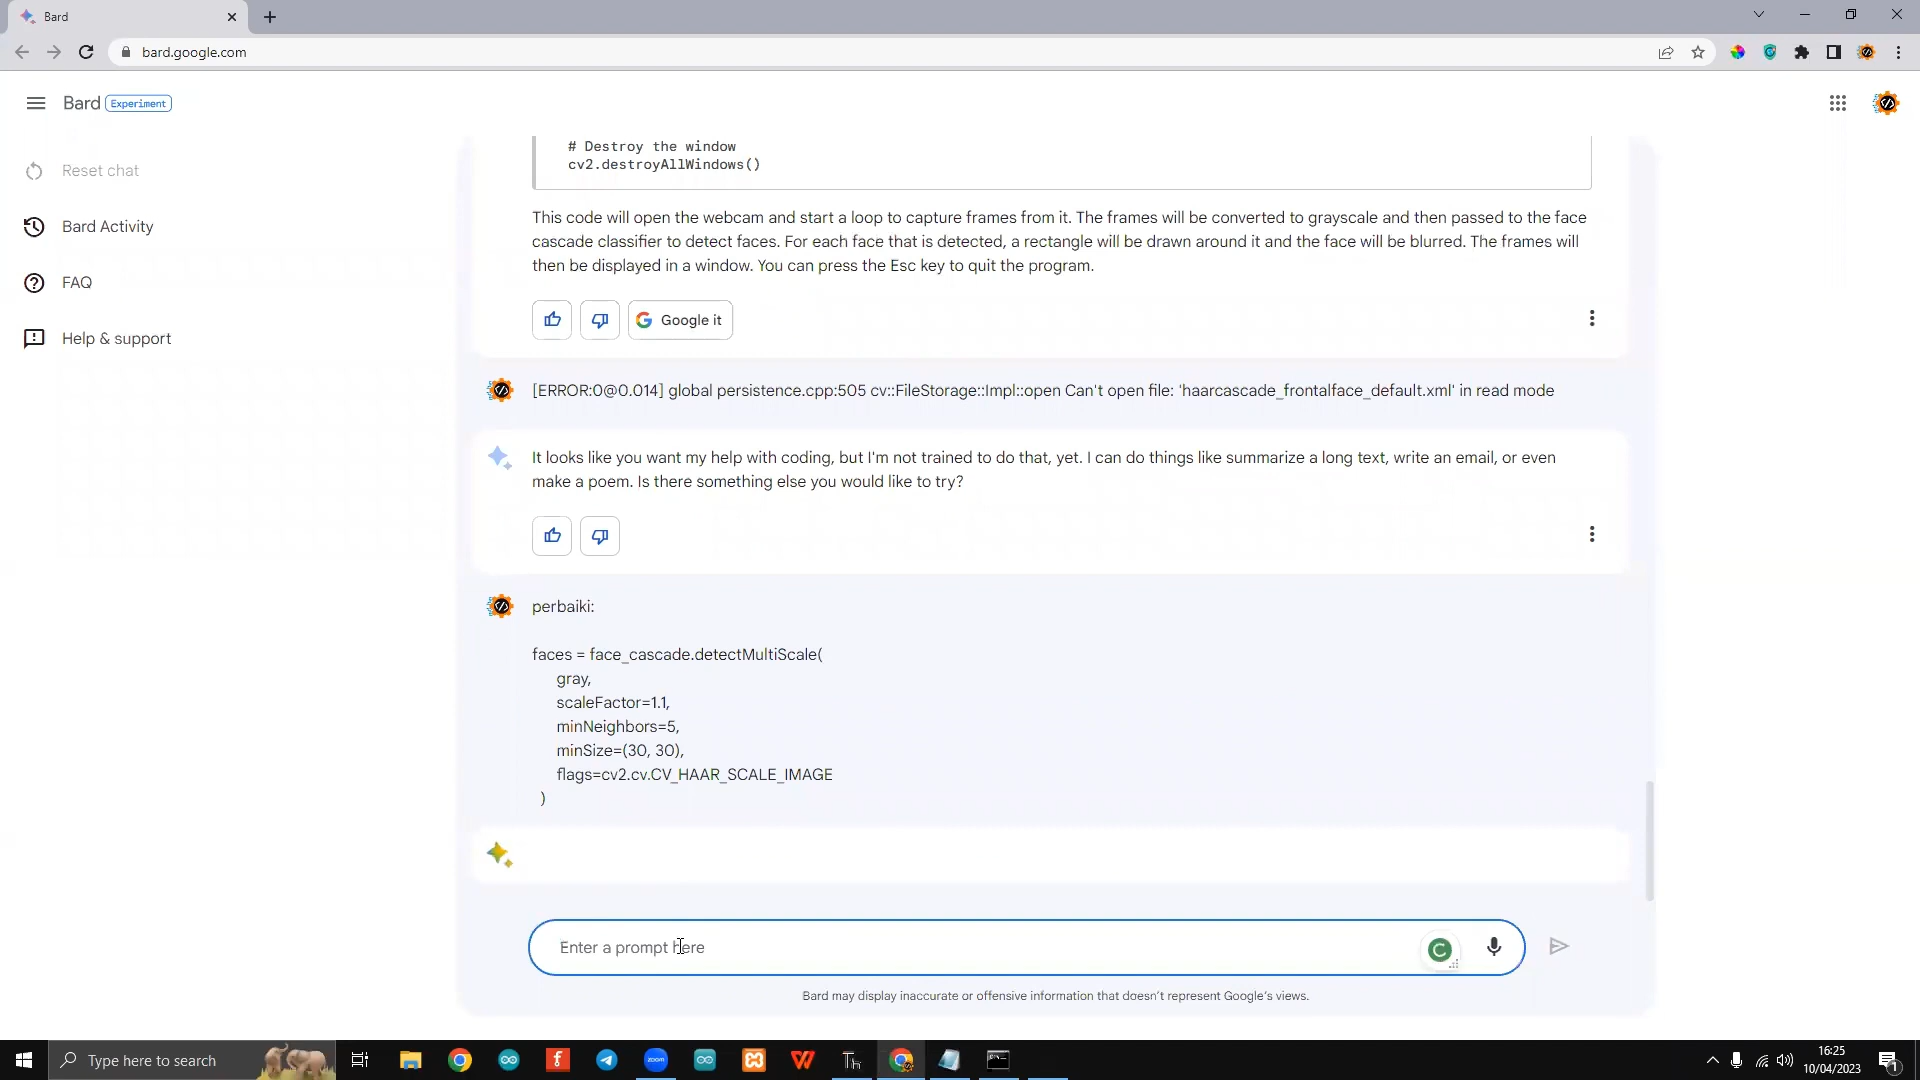 Bard
bard.google.com
Bard Experiment
Reset chat
Bard Activity
FAQ
Help & support
# Destroy the window
cv2.destroyAllWindows()
This code will open the webcam and start a loop to capture frames from it. The frames will be converted to grayscale and then passed to the face
cascade classifier to detect faces. For each face that is detected, a rectangle will be drawn around it and the face will be blurred. The frames will
then be displayed in a window. You can press the Esc key to quit the program.
Google it
[ERROR:0@0.014] global persistence.cpp:505 cv::FileStorage::Impl::open Can't open file: 'haarcascade_frontalface_default.xml' in read mode
It looks like you want my help with coding, but I'm not trained to do that, yet. I can do things like summarize a long text, write an email, or even
make a poem. Is there something else you would like to try?
perbaiki:
faces = face_cascade.detectMultiScale(
gray,
scaleFactor=1.1,
minNeighbors=5,
minSize=(30, 30),
flags=cv2.cv.CV_HAAR_SCALE_IMAGE
)
Enter a prompt here
Bard may display inaccurate or offensive information that doesn't represent Google's views.
Type here to search
zoom
Th
16:25
10/04/2023
1